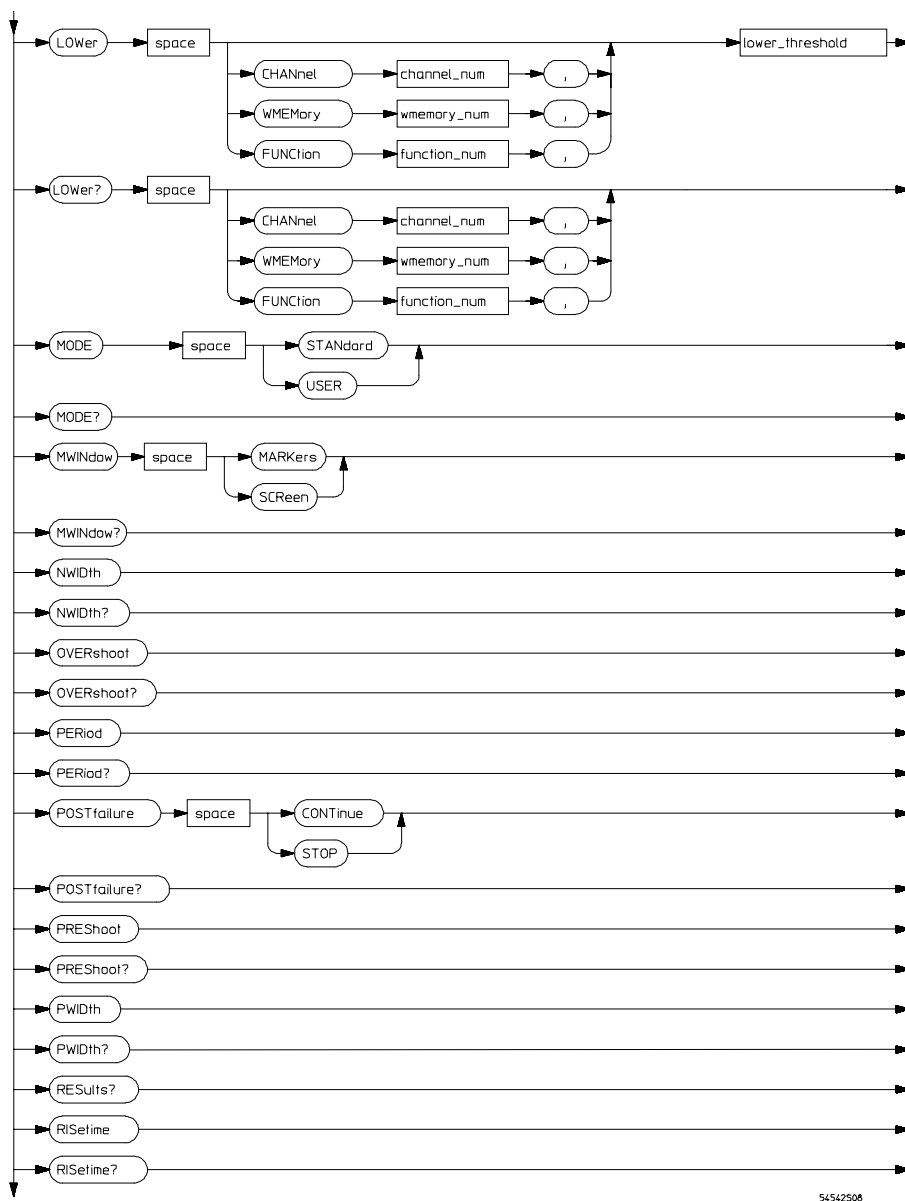 LOWer space lower_threshold
CHANnel channel_num ,
WMEMory wmemory_num ,
FUNCtion function_num ,
LOWer? space
CHANnel channel_num ,
WMEMory wmemory_num ,
FUNCtion function_num ,
MODE space STANdard
USER
MODE?
MWINdow space MARKers
SCReen
MWINdow?
NWIDth
NWIDth?
OVERshoot
OVERshoot?
PERiod
PERiod?
POSTfailure space CONTinue
STOP
POSTfailure?
PREShoot
PREShoot?
PWIDth
PWIDth?
RESults?
RISetime
RISetime?
54542S08